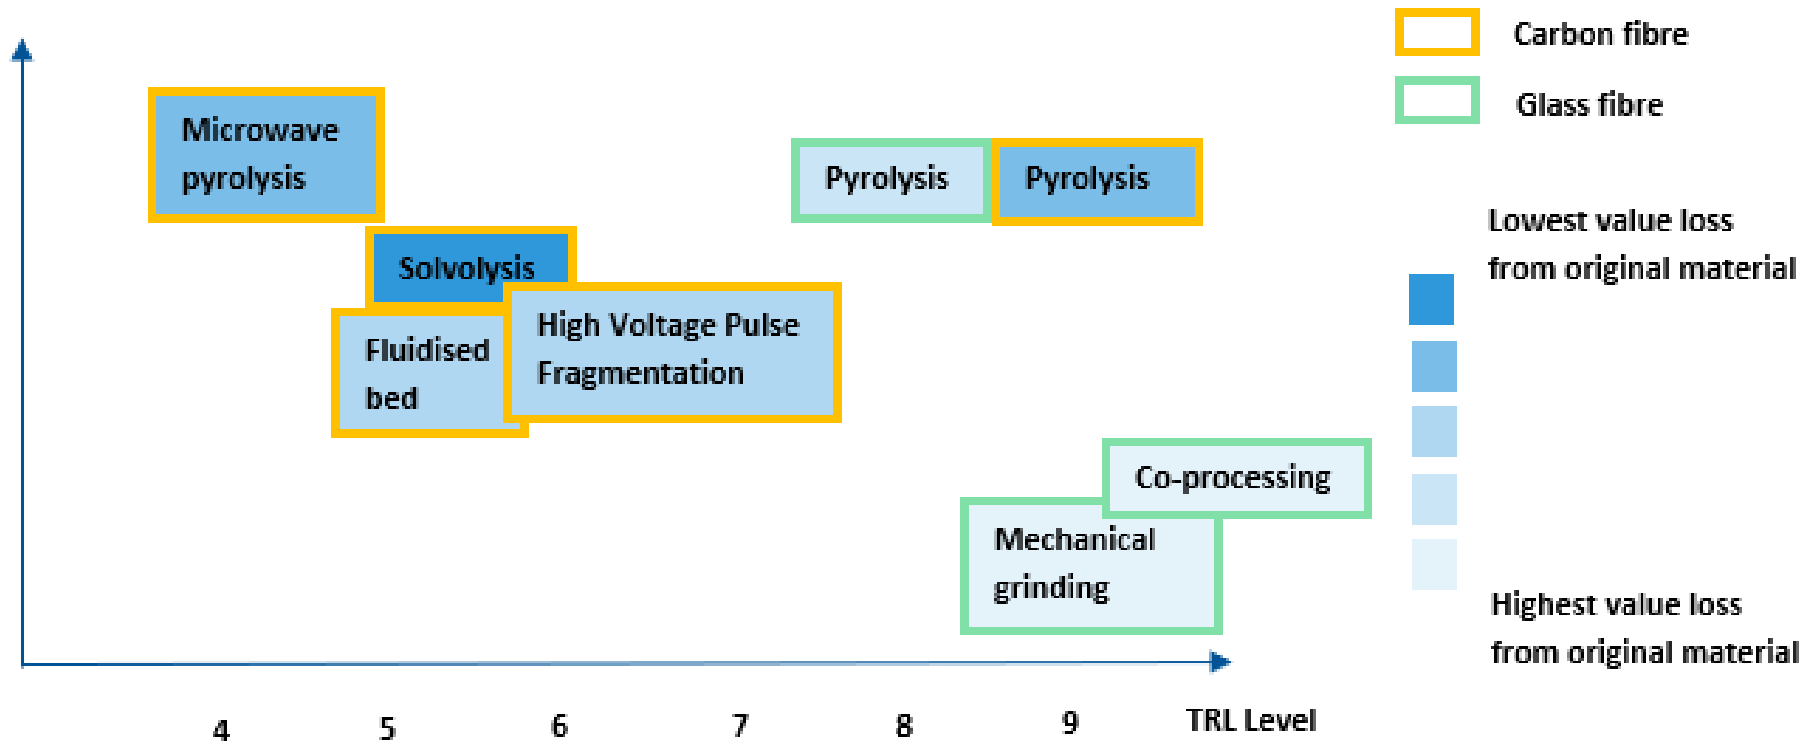 Carbon fibre
Glass fibre
Microwave
pyrolysis
Pyrolysis
Pyrolysis
Solvolysis
High Voltage Pulse
Fragmentation
Fluidised
bed
Co-processing
Mechanical
grinding
Lowest value loss
from original material
Highest value loss
from original material
4
5
6
7
8
9
TRL Level